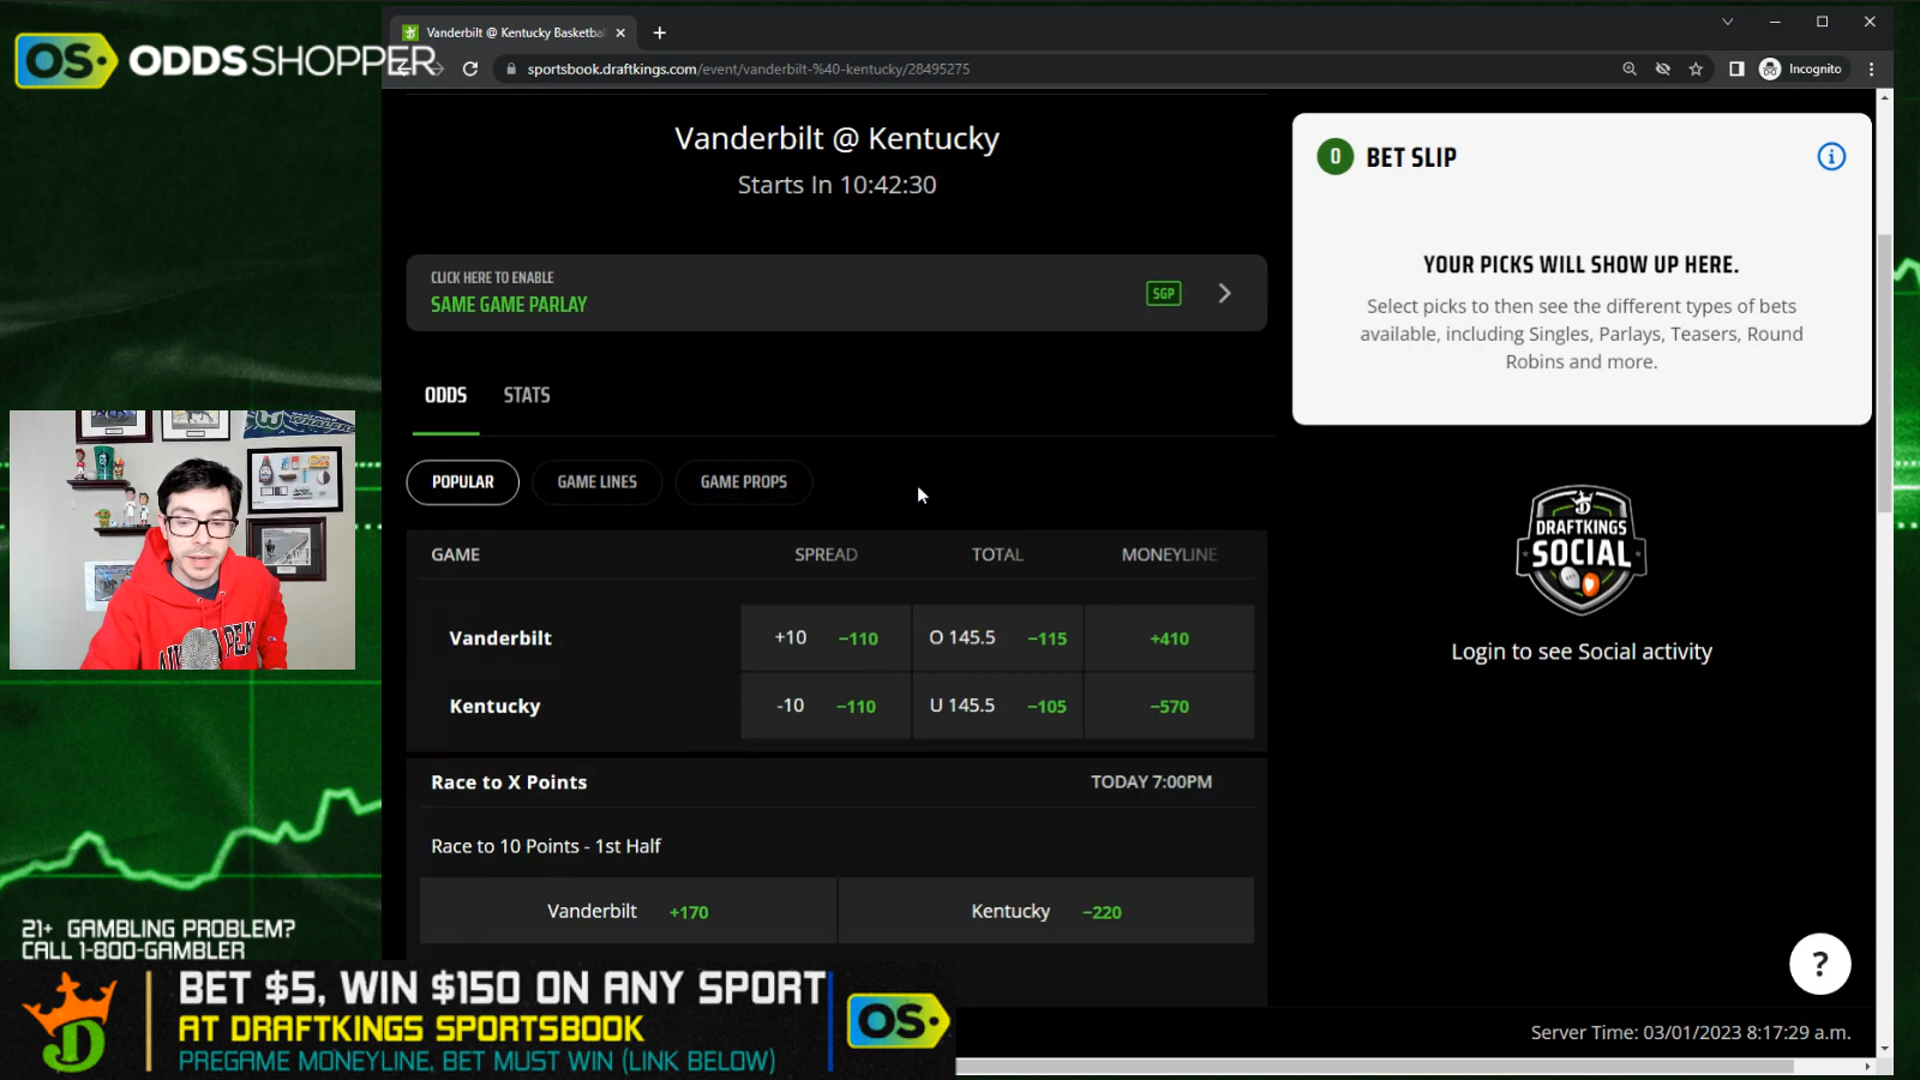 OS. ODDSSHOPPER
Vanderbilt @ Kentucky Basketba
sportsbook.draftkings.com/event/vanderbilt-%40-kentucky/28495275
Incognito
Vanderbilt @ Kentucky
Starts In 10:42:30
CLICK HERE TO ENABLE
SAME GAME PARLAY
SGP
ODDS STATS
POPULAR GAME LINES GAME PROPS
GAME SPREAD TOTAL MONEYLINE
Vanderbilt +10 −110 O 145.5 −115 +410
Kentucky -10 −110 U 145.5 −105 −570
Race to X Points TODAY 7:00PM
Race to 10 Points - 1st Half
Vanderbilt +170 Kentucky −220
0 BET SLIP
YOUR PICKS WILL SHOW UP HERE.
Select picks to then see the different types of bets
available, including Singles, Parlays, Teasers, Round
Robins and more.
DRAFTKINGS
SOCIAL
Login to see Social activity
?
Server Time: 03/01/2023 8:17:29 a.m.
21+ GAMBLING PROBLEM?
CALL 1-800-GAMBLER
BET $5, WIN $150 ON ANY SPORT
AT DRAFTKINGS SPORTSBOOK
PREGAME MONEYLINE, BET MUST WIN (LINK BELOW)
OS.